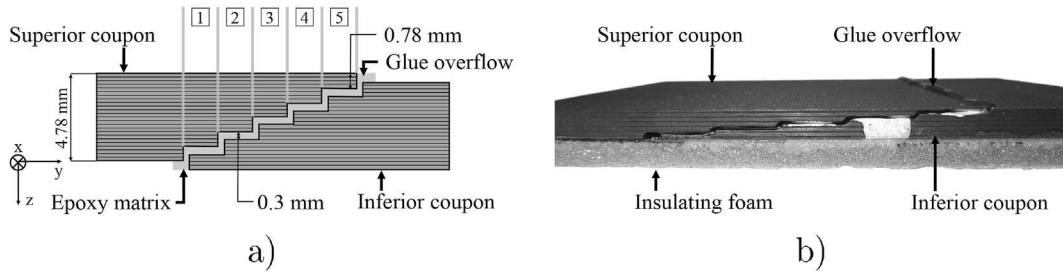 1 2 3 4 5
Superior coupon
0.78 mm
Glue overflow
4.78 mm
x
y
z
Epoxy matrix
0.3 mm
Inferior coupon
a)
Superior coupon
Glue overflow
Insulating foam
Inferior coupon
b)